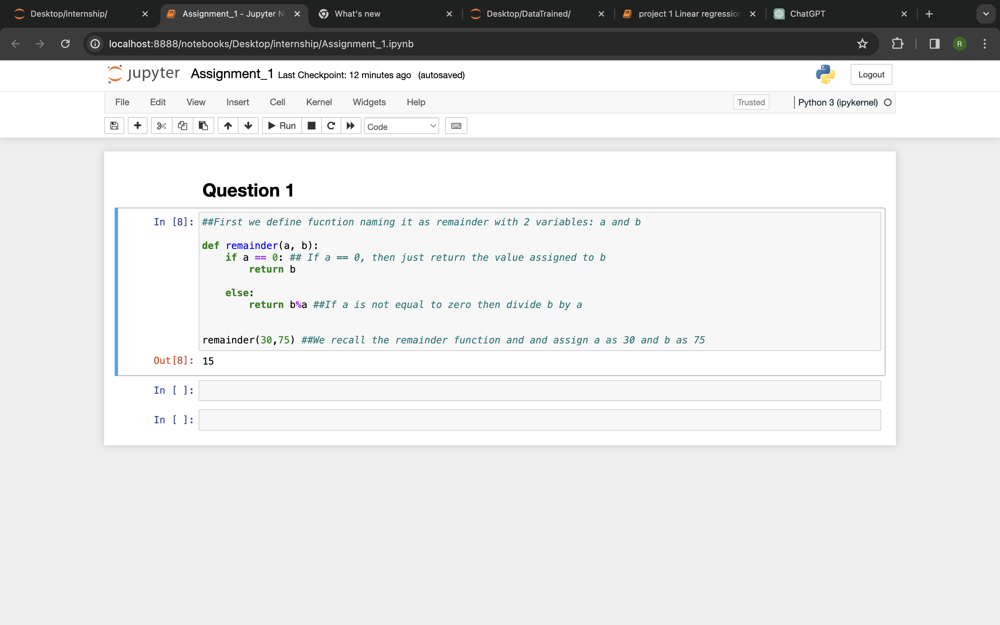 Desktop/internship/
Assignment_1 - Jupyter N
What's new
Desktop/DataTrained/
project 1 Linear regression
ChatGPT
localhost:8888/notebooks/Desktop/internship/Assignment_1.ipynb
R
jupyter Assignment_1 Last Checkpoint: 12 minutes ago (autosaved)
Logout
File Edit View Insert Cell Kernel Widgets Help
Trusted
Python 3 (ipykernel)
Run
Code
Question 1
In [8]: ##First we define fucntion naming it as remainder with 2 variables: a and b
def remainder(a, b):
    if a == 0: ## If a == 0, then just return the value assigned to b
        return b
    else:
        return b%a ##If a is not equal to zero then divide b by a
remainder(30,75) ##We recall the remainder function and and assign a as 30 and b as 75
Out[8]: 15
In [ ]:
In [ ]: